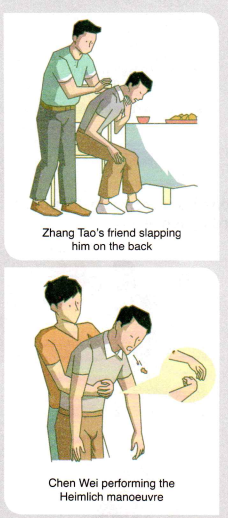 Zhang Tao's friend slapping
him on the back
Chen Wei performing the
Heimlich manoeuvre